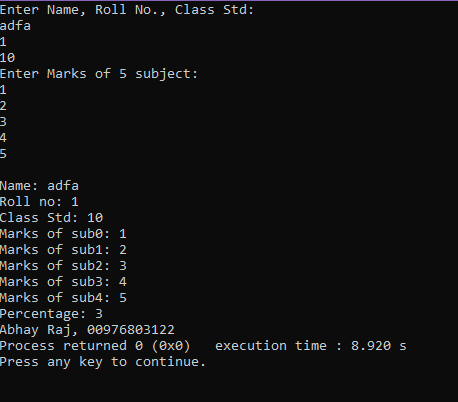 Enter Name, Roll No., Class Std:
adfa
1
10
Enter Marks of 5 subject:
1
2
3
4
5
Name: adfa
Roll no: 1
Class Std: 10
Marks of sub0: 1
Marks of sub1: 2
Marks of sub2: 3
Marks of sub3: 4
Marks of sub4: 5
Percentage: 3
Abhay Raj, 00976803122
Process returned 0 (0x0)   execution time : 8.920 s
Press any key to continue.